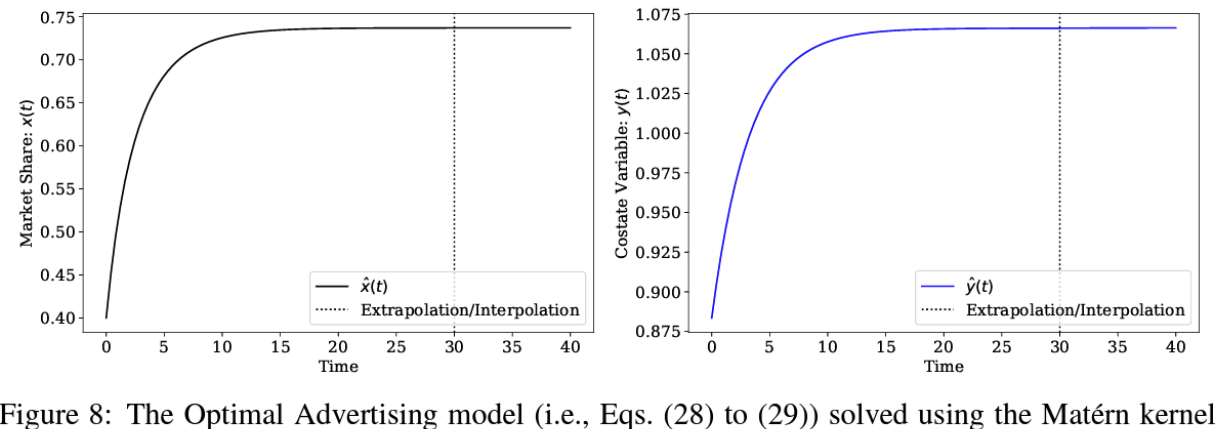 0.75
0.70
0.65
0.60
0.55
0.50
0.45
0.40
Market Share: x(t)
x̂(t)
Extrapolation/Interpolation
0 5 10 15 20 25 30 35 40
Time
1.075
1.050
1.025
1.000
0.975
0.950
0.925
0.900
0.875
Costate Variable: y(t)
ŷ(t)
Extrapolation/Interpolation
0 5 10 15 20 25 30 35 40
Time
Figure 8: The Optimal Advertising model (i.e., Eqs. (28) to (29)) solved using the Matérn kernel